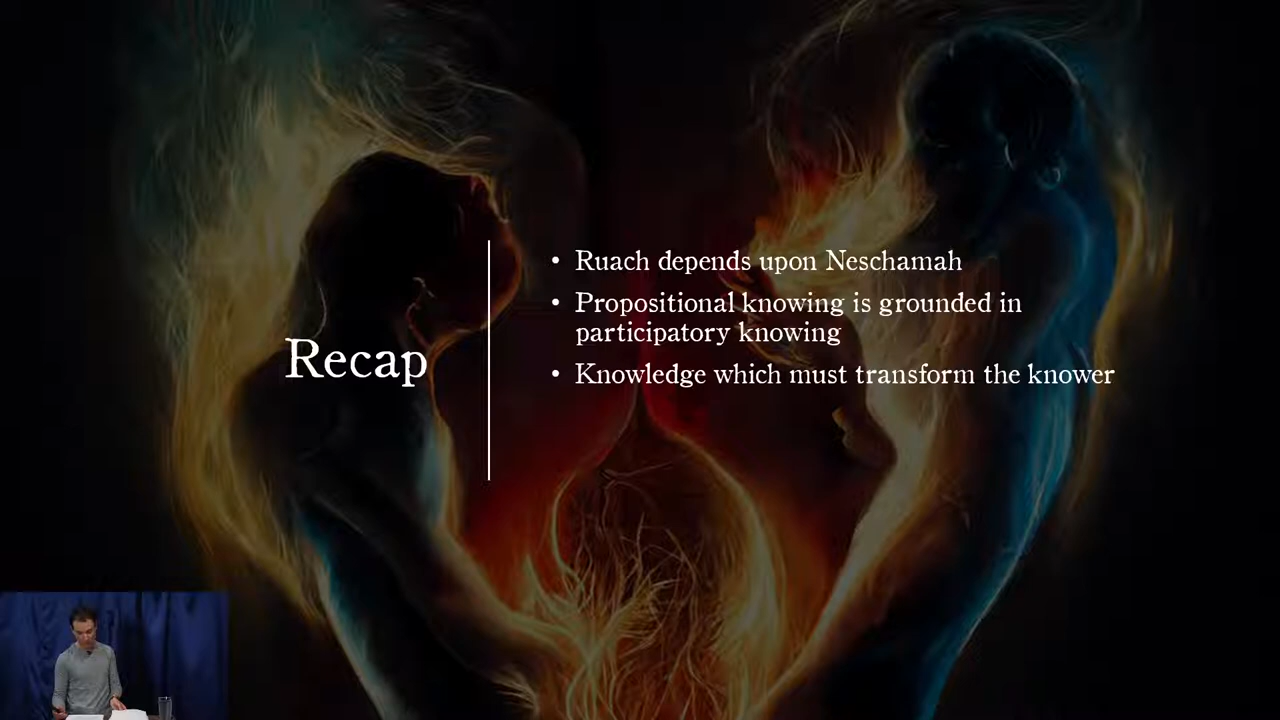 Recap
• Ruach depends upon Neschamah
• Propositional knowing is grounded in
participatory knowing
• Knowledge which must transform the knower